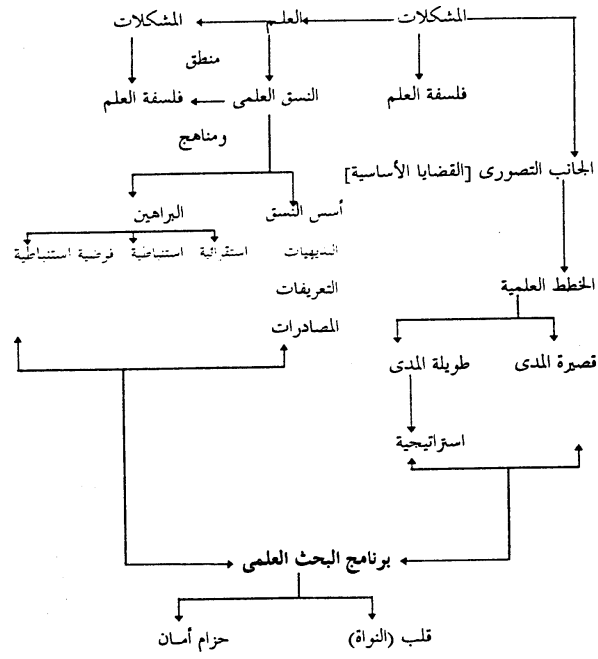 المشكلات العلم المشكلات
منطق
فلسفة العلم النسق العلمى فلسفة العلم
ومناهج
الجانب التصورى [القضايا الأساسية]
أسس النسق البراهين
البديهيات استقرائية استنباطية فرضية استنباطية
الخطط العلمية
التعريفات
المصادرات
قصيرة المدى طويلة المدى
استراتيجية
برنامج البحث العلمى
قلب (النواة) حزام أمان